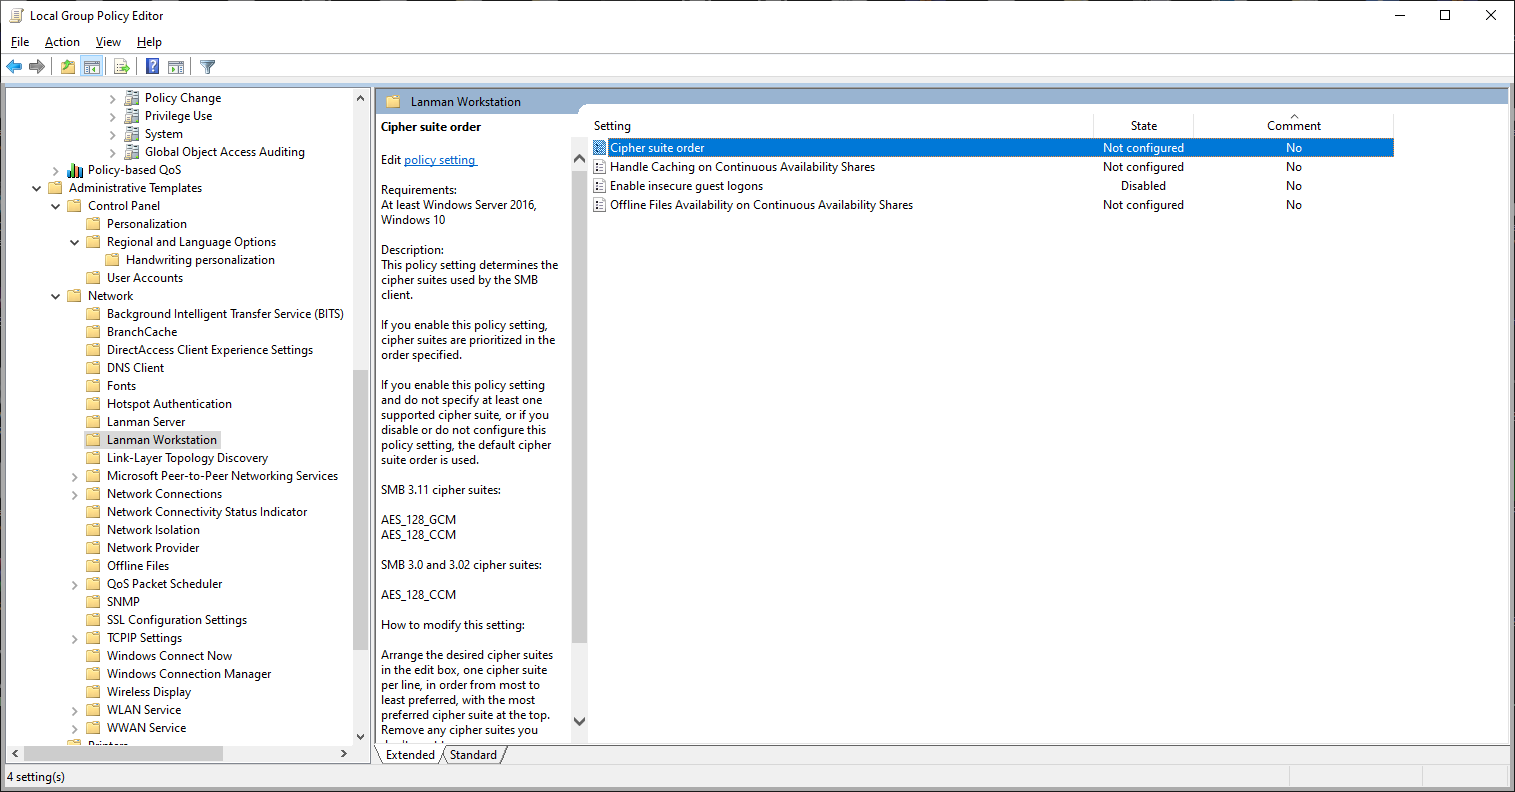 Local Group Policy Editor
File Action View Help
Policy Change
Privilege Use
System
Global Object Access Auditing
Policy-based QoS
Administrative Templates
Control Panel
Personalization
Regional and Language Options
Handwriting personalization
User Accounts
Network
Background Intelligent Transfer Service (BITS)
BranchCache
DirectAccess Client Experience Settings
DNS Client
Fonts
Hotspot Authentication
Lanman Server
Lanman Workstation
Link-Layer Topology Discovery
Microsoft Peer-to-Peer Networking Services
Network Connections
Network Connectivity Status Indicator
Network Isolation
Network Provider
Offline Files
QoS Packet Scheduler
SNMP
SSL Configuration Settings
TCPIP Settings
Windows Connect Now
Windows Connection Manager
Wireless Display
WLAN Service
WWAN Service
Lanman Workstation
Cipher suite order
Edit policy setting
Requirements:
At least Windows Server 2016,
Windows 10
Description:
This policy setting determines the
cipher suites used by the SMB
client.
If you enable this policy setting,
cipher suites are prioritized in the
order specified.
If you enable this policy setting
and do not specify at least one
supported cipher suite, or if you
disable or do not configure this
policy setting, the default cipher
suite order is used.
SMB 3.11 cipher suites:
AES_128_GCM
AES_128_CCM
SMB 3.0 and 3.02 cipher suites:
AES_128_CCM
How to modify this setting:
Arrange the desired cipher suites
in the edit box, one cipher suite
per line, in order from most to
least preferred, with the most
preferred cipher suite at the top.
Remove any cipher suites you
Setting State Comment
Cipher suite order Not configured No
Handle Caching on Continuous Availability Shares Not configured No
Enable insecure guest logons Disabled No
Offline Files Availability on Continuous Availability Shares Not configured No
Extended Standard
4 setting(s)